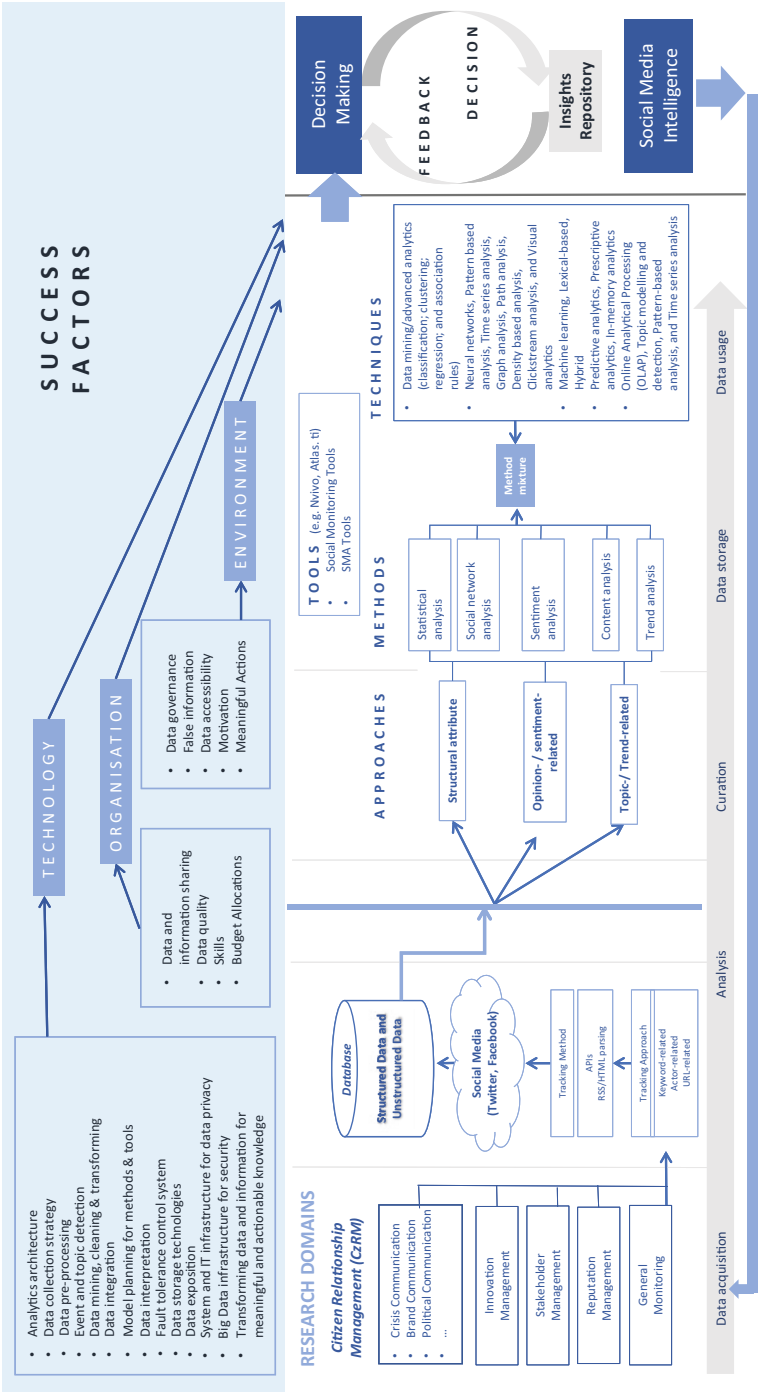 SUCCESS
FACTORS
TECHNOLOGY
ORGANISATION
ENVIRONMENT
• Analytics architecture
• Data collection strategy
• Data pre-processing
• Event and topic detection
• Data mining, cleaning & transforming
• Data integration
• Model planning for methods & tools
• Data interpretation
• Fault tolerance control system
• Data storage technologies
• Data exposition
• System and IT infrastructure for data privacy
• Big Data infrastructure for security
• Transforming data and information for
meaningful and actionable knowledge
• Data and
information sharing
• Data quality
• Skills
• Budget Allocations
• Data governance
• False information
• Data accessibility
• Motivation
• Meaningful Actions
RESEARCH DOMAINS
Citizen Relationship
Management (CzRM)
• Crisis Communication
• Brand Communication
• Political Communication
• ...
Innovation
Management
Stakeholder
Management
Reputation
Management
General
Monitoring
Database
Structured Data and
Unstructured Data
Social Media
(Twitter, Facebook)
Tracking Method
APIs
RSS/HTML parsing
Tracking Approach
Keyword-related
Actor-related
URL-related
APPROACHES
Structural attribute
Opinion-/ sentiment-
related
Topic-/ Trend-related
TOOLS (e.g. Nvivo, Atlas. ti)
• Social Monitoring Tools
• SMA Tools
METHODS
Statistical
analysis
Social network
analysis
Sentiment
analysis
Content analysis
Trend analysis
Method
mixture
TECHNIQUES
• Data mining/advanced analytics
(classification; clustering;
regression; and association
rules)
• Neural networks, Pattern based
analysis, Time series analysis,
Graph analysis, Path analysis,
Density based analysis,
Clickstream analysis, and Visual
analytics
• Machine learning, Lexical-based,
Hybrid
• Predictive analytics, Prescriptive
analytics, In-memory analytics
• Online Analytical Processing
(OLAP), Topic modelling and
detection, Pattern-based
analysis, and Time series analysis
Decision
Making
FEEDBACK
DECISION
Insights
Repository
Social Media
Intelligence
Data acquisition
Analysis
Curation
Data storage
Data usage